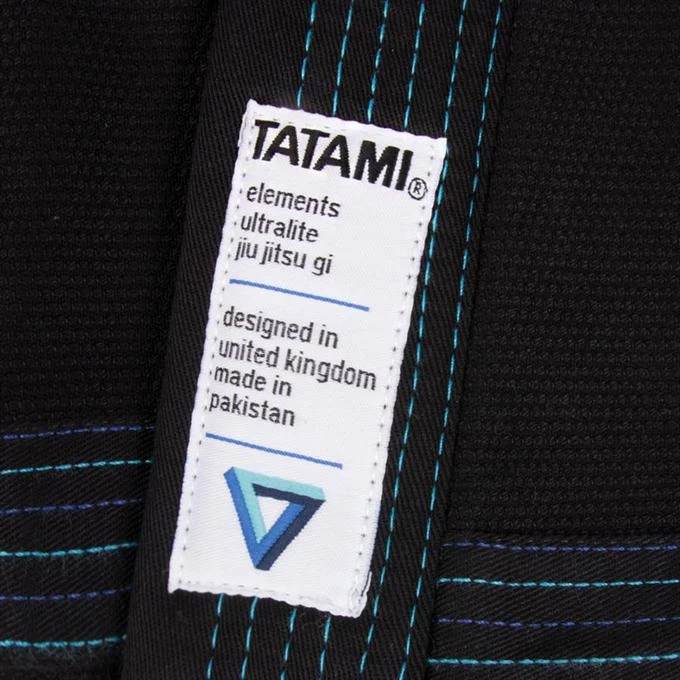 TATAMI®
elements
ultralite
jiu jitsu gi
designed in
united kingdom
made in
pakistan